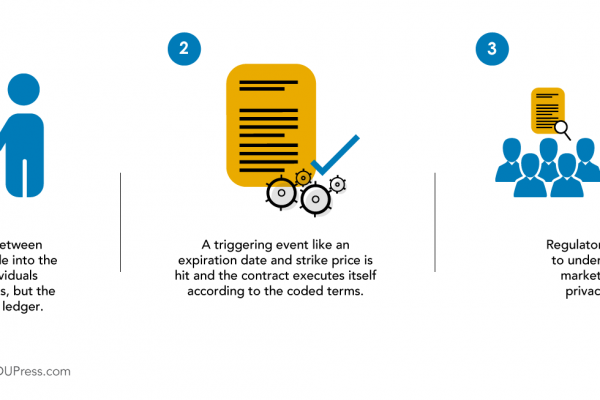 2
3
etween
le into the
viduals
s, but the
ledger.
A triggering event like an
expiration date and strike price is
hit and the contract executes itself
according to the coded terms.
Regulator
to under
market
privac
OUPress.com